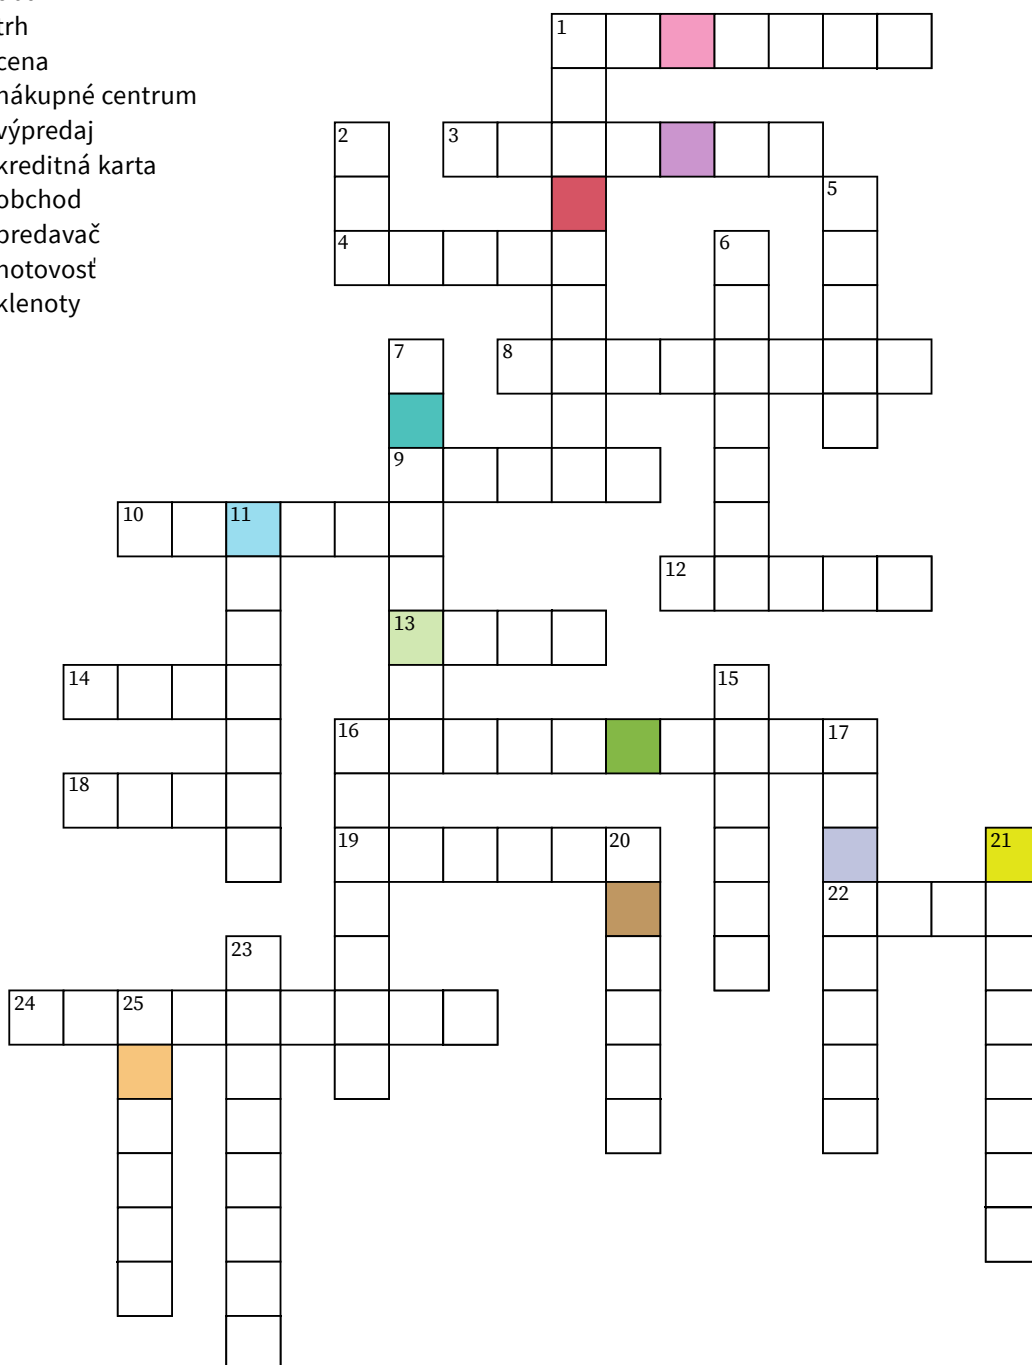 trh
cena
nákupné centrum
výpredaj
kreditná karta
obchod
predavač
hotovosť
klenoty
1
2 3
5
4 6
7 8
9
10 11
12
13
14 15
16 17
18
19 20 21
22
23
24 25